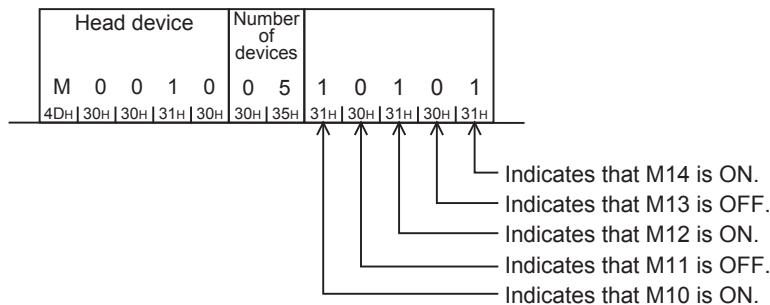 Head device
Number
of
devices
M 0 0 1 0 0 5 1 0 1 0 1
4DH 30H 30H 31H 30H 30H 35H 31H 30H 31H 30H 31H
Indicates that M14 is ON.
Indicates that M13 is OFF.
Indicates that M12 is ON.
Indicates that M11 is OFF.
Indicates that M10 is ON.